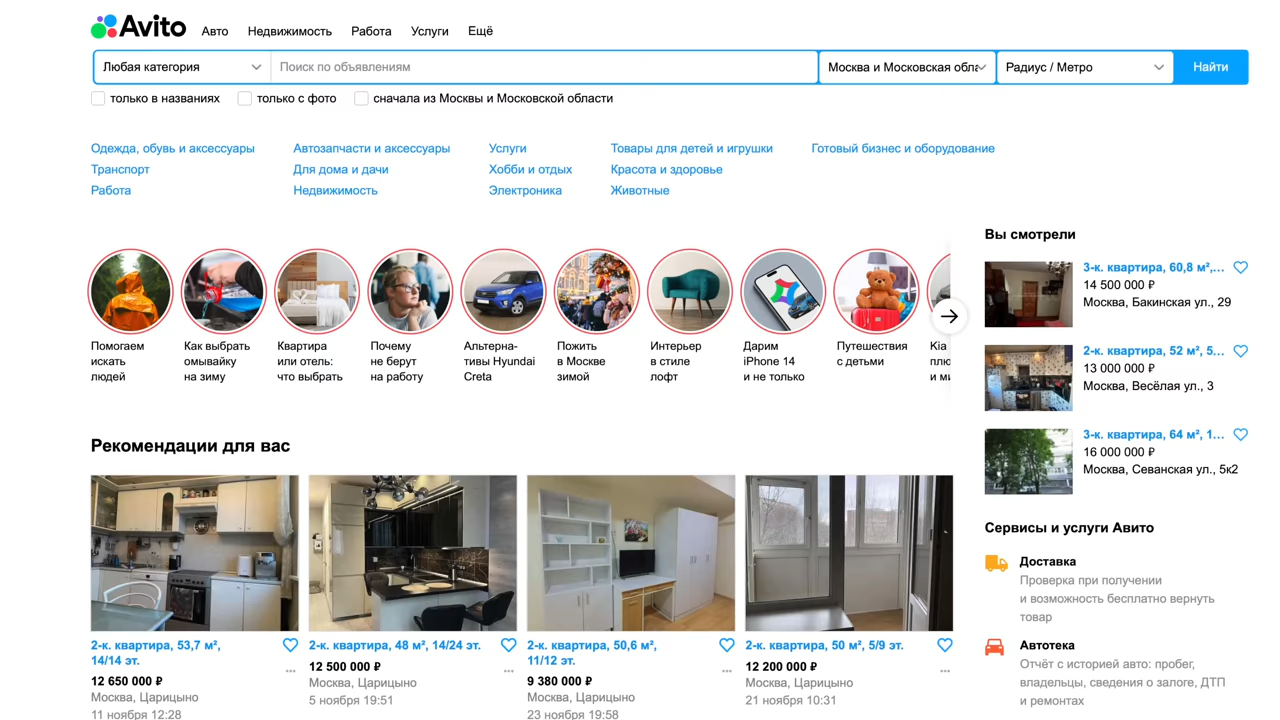 Avito
Авто Недвижимость Работа Услуги Ещё
Любая категория Поиск по объявлениям Москва и Московская обла Радиус / Метро Найти
только в названиях только с фото сначала из Москвы и Московской области
Одежда, обувь и аксессуары Автозапчасти и аксессуары Услуги Товары для детей и игрушки Готовый бизнес и оборудование
Транспорт Для дома и дачи Хобби и отдых Красота и здоровье
Работа Недвижимость Электроника Животные
Помогаем
искать
людей
Как выбрать
омывайку
на зиму
Квартира
или отель:
что выбрать
Почему
не берут
на работу
Альтерна-
тивы Hyundai
Creta
Пожить
в Москве
зимой
Интерьер
в стиле
лофт
Дарим
iPhone 14
и не только
Путешествия
с детьми
Kia
плю
и ми
Вы смотрели
3-к. квартира, 60,8 м²,...
14 500 000 ₽
Москва, Бакинская ул., 29
2-к. квартира, 52 м², 5...
13 000 000 ₽
Москва, Весёлая ул., 3
3-к. квартира, 64 м², 1...
16 000 000 ₽
Москва, Севанская ул., 5к2
Рекомендации для вас
2-к. квартира, 53,7 м²,
14/14 эт.
12 650 000 ₽
Москва, Царицыно
11 ноября 12:28
2-к. квартира, 48 м², 14/24 эт.
12 500 000 ₽
Москва, Царицыно
5 ноября 19:51
2-к. квартира, 50,6 м²,
11/12 эт.
9 380 000 ₽
Москва, Царицыно
23 ноября 19:58
2-к. квартира, 50 м², 5/9 эт.
12 200 000 ₽
Москва, Царицыно
21 ноября 10:31
Сервисы и услуги Авито
Доставка
Проверка при получении
и возможность бесплатно вернуть
товар
Автотека
Отчёт с историей авто: пробег,
владельцы, сведения о залоге, ДТП
и ремонтах